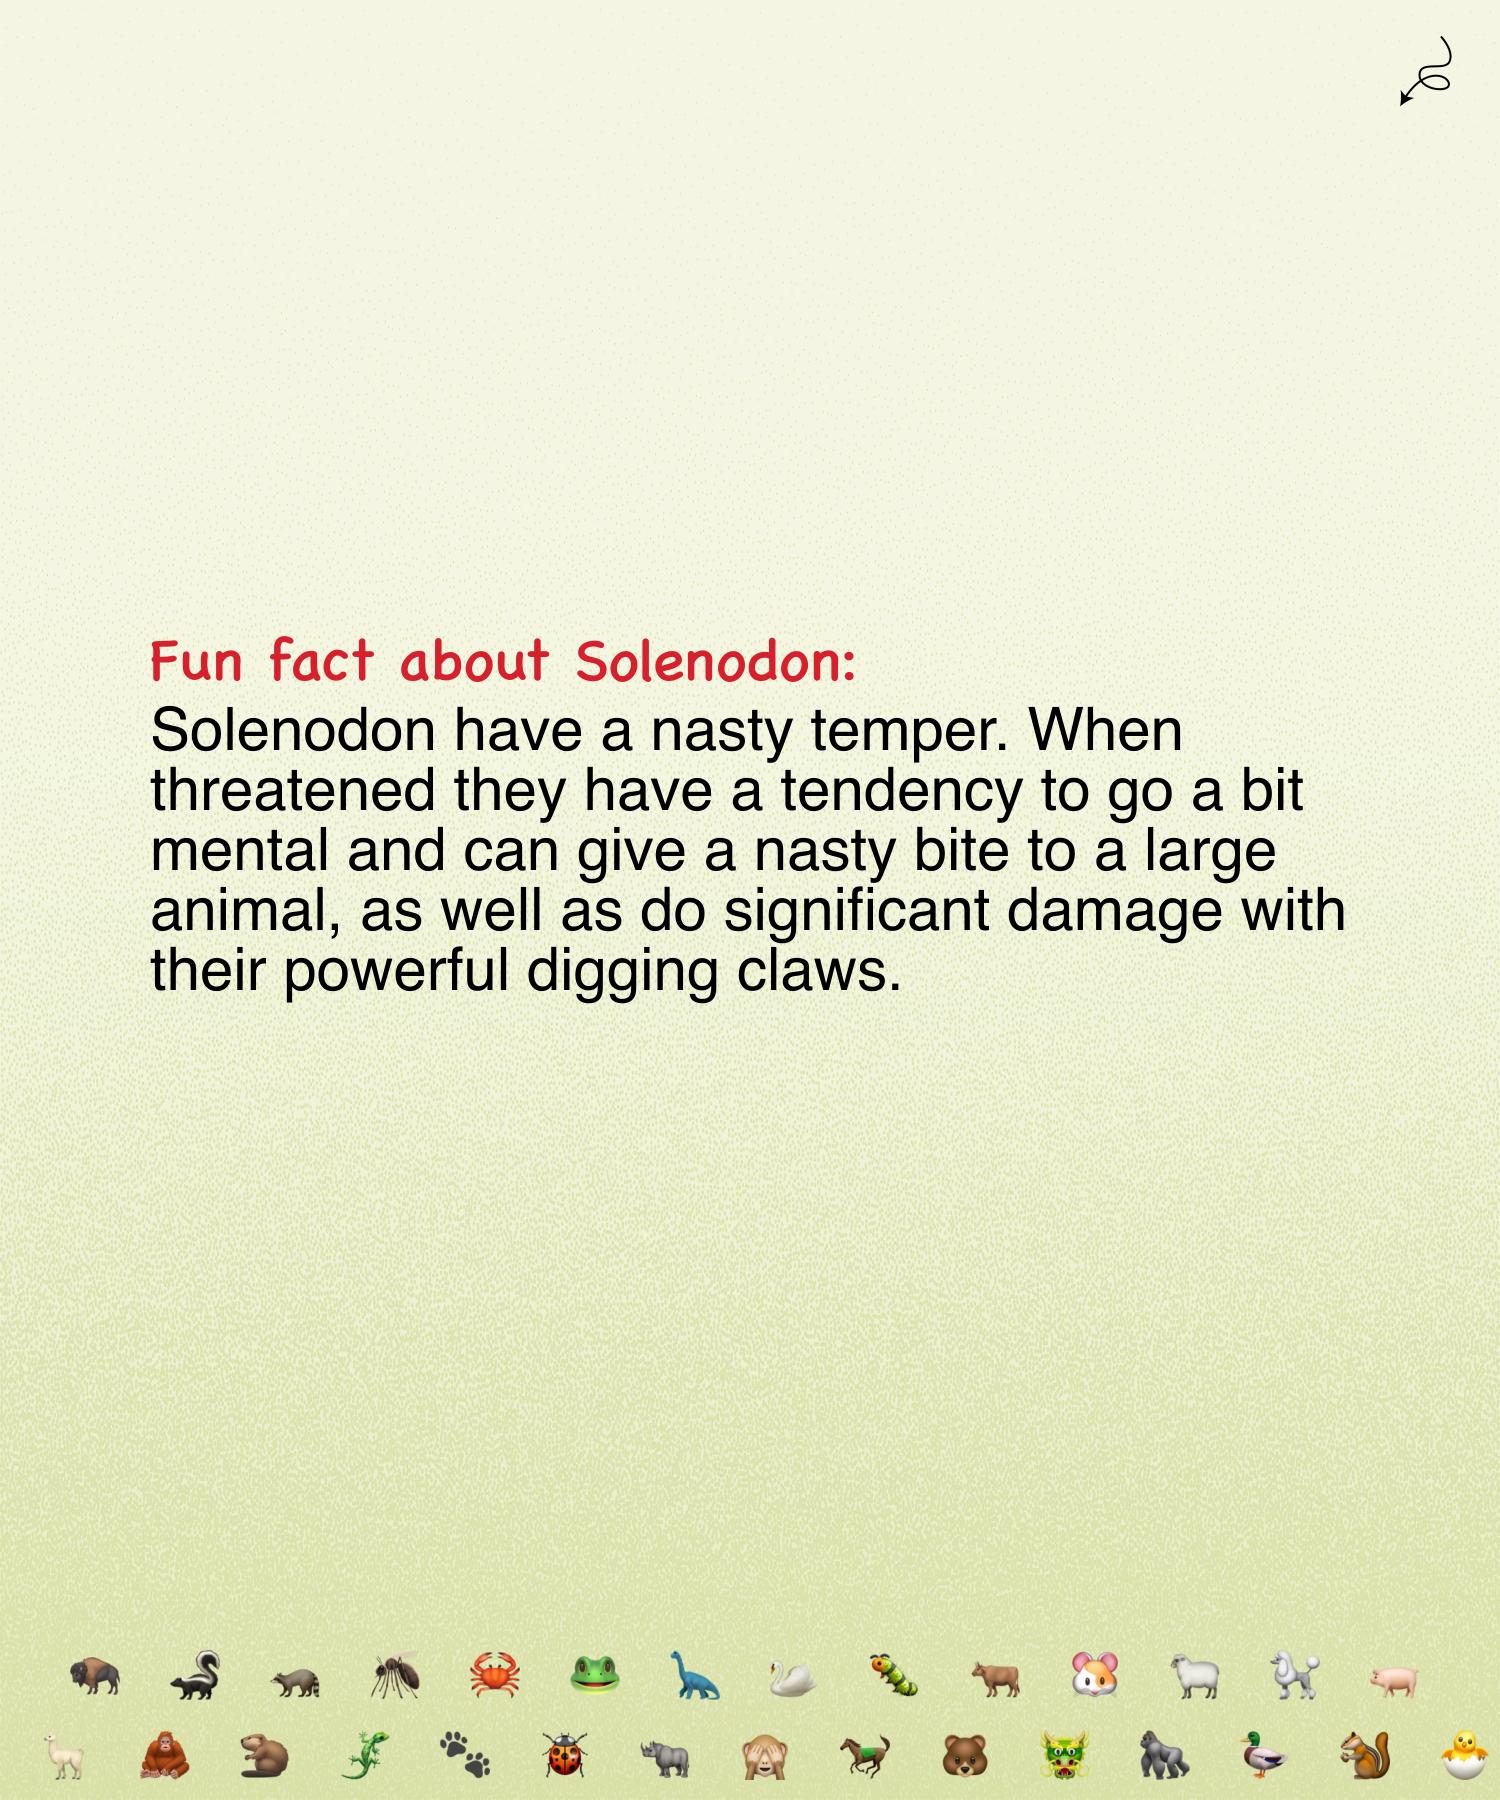 Fun fact about Solenodon:
Solenodon have a nasty temper. When
threatened they have a tendency to go a bit
mental and can give a nasty bite to a large
animal, as well as do significant damage with
their powerful digging claws.